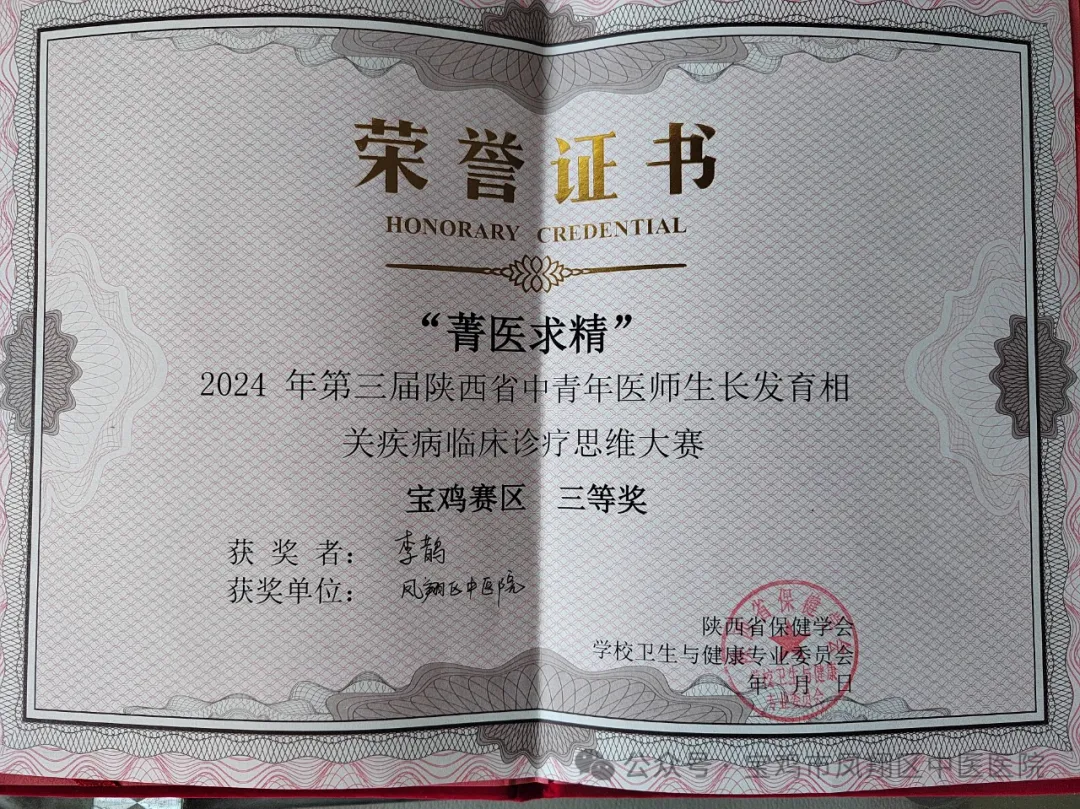 荣誉证书
HONORARY CREDENTIAL
“菁医求精”
2024 年第三届陕西省中青年医师生长发育相
关疾病临床诊疗思维大赛
宝鸡赛区 三等奖
获 奖 者： 李鹊
获奖单位： 凤翔区中医院
陕西省保健学会
学校卫生与健康专业委员会
年 月 日
公众号 · 宝鸡市凤翔区中医医院